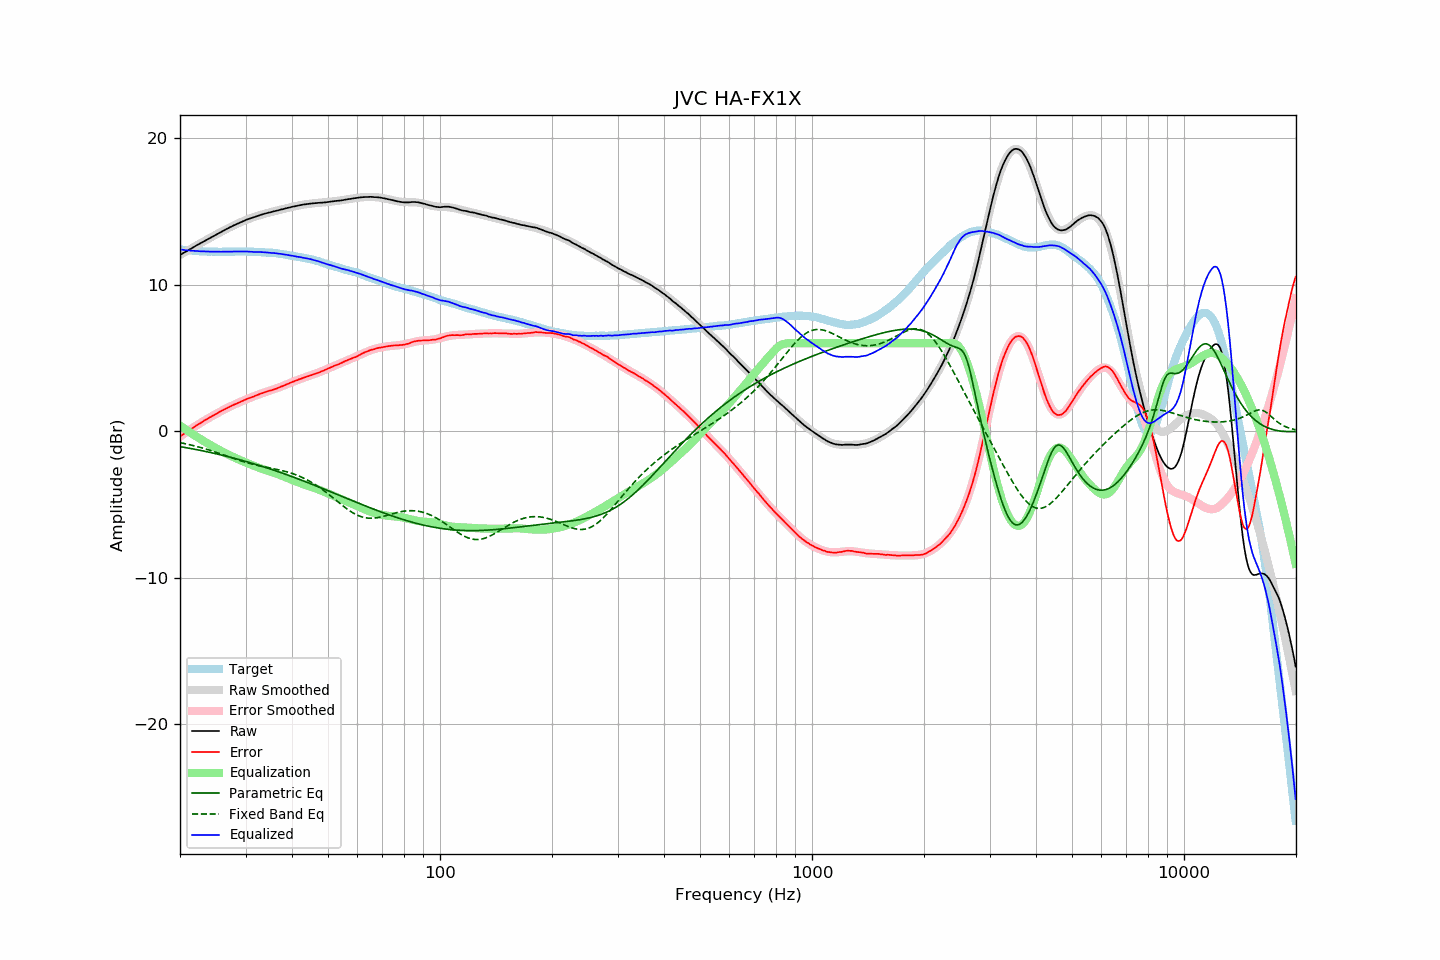 JVC HA-FX1X
20
10
0
−10
−20
Amplitude (dBr)
Target
Raw Smoothed
Error Smoothed
Raw
Error
Equalization
Parametric Eq
Fixed Band Eq
Equalized
100
1000
10000
Frequency (Hz)